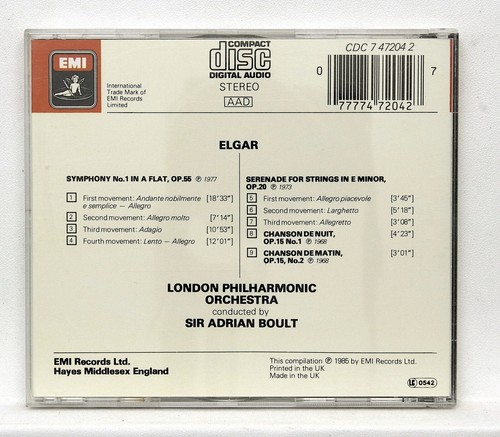 EMI
International
Trade Mark of
EMI Records
Limited
COMPACT
disc
DIGITAL AUDIO
STEREO
AAD
CDC 7 47204 2
0 77774 72042 7
ELGAR
SYMPHONY No.1 IN A FLAT, OP.55 ℗ 1977
1 First movement: Andante nobilmente e semplice — Allegro [18'33"]
2 Second movement: Allegro molto [7'14"]
3 Third movement: Adagio [10'53"]
4 Fourth movement: Lento — Allegro [12'01"]
SERENADE FOR STRINGS IN E MINOR,
OP.20 ℗ 1973
5 First movement: Allegro piacevole [3'45"]
6 Second movement: Larghetto [5'18"]
7 Third movement: Allegretto [3'08"]
8 CHANSON DE NUIT, [4'23"]
OP.15 No.1 ℗ 1968
9 CHANSON DE MATIN, [3'01"]
OP.15, No.2 ℗ 1968
LONDON PHILHARMONIC
ORCHESTRA
conducted by
SIR ADRIAN BOULT
EMI Records Ltd.
Hayes Middlesex England
This compilation ℗ 1985 by EMI Records Ltd.
Printed in the UK
Made in the UK
LC 0542